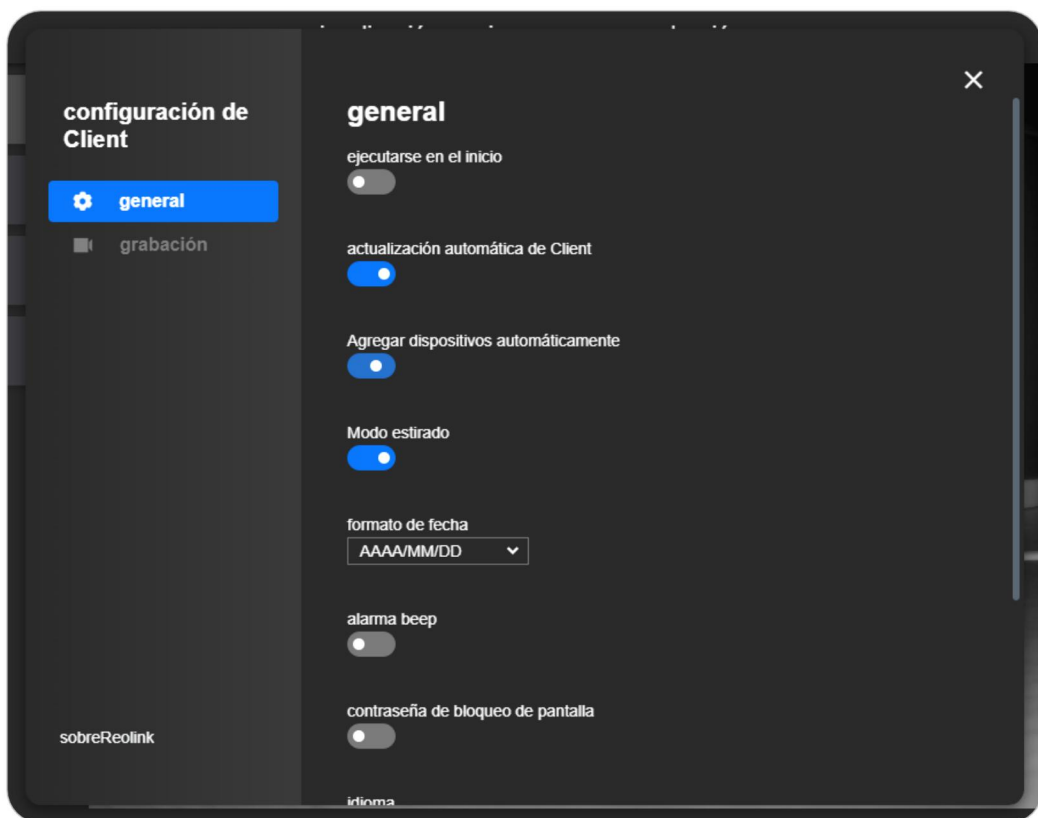 configuración de
Client
general
grabación
sobreReolink
general
ejecutarse en el inicio
actualización automática de Client
Agregar dispositivos automáticamente
Modo estirado
formato de fecha
AAAA/MM/DD
alarma beep
contraseña de bloqueo de pantalla
idioma